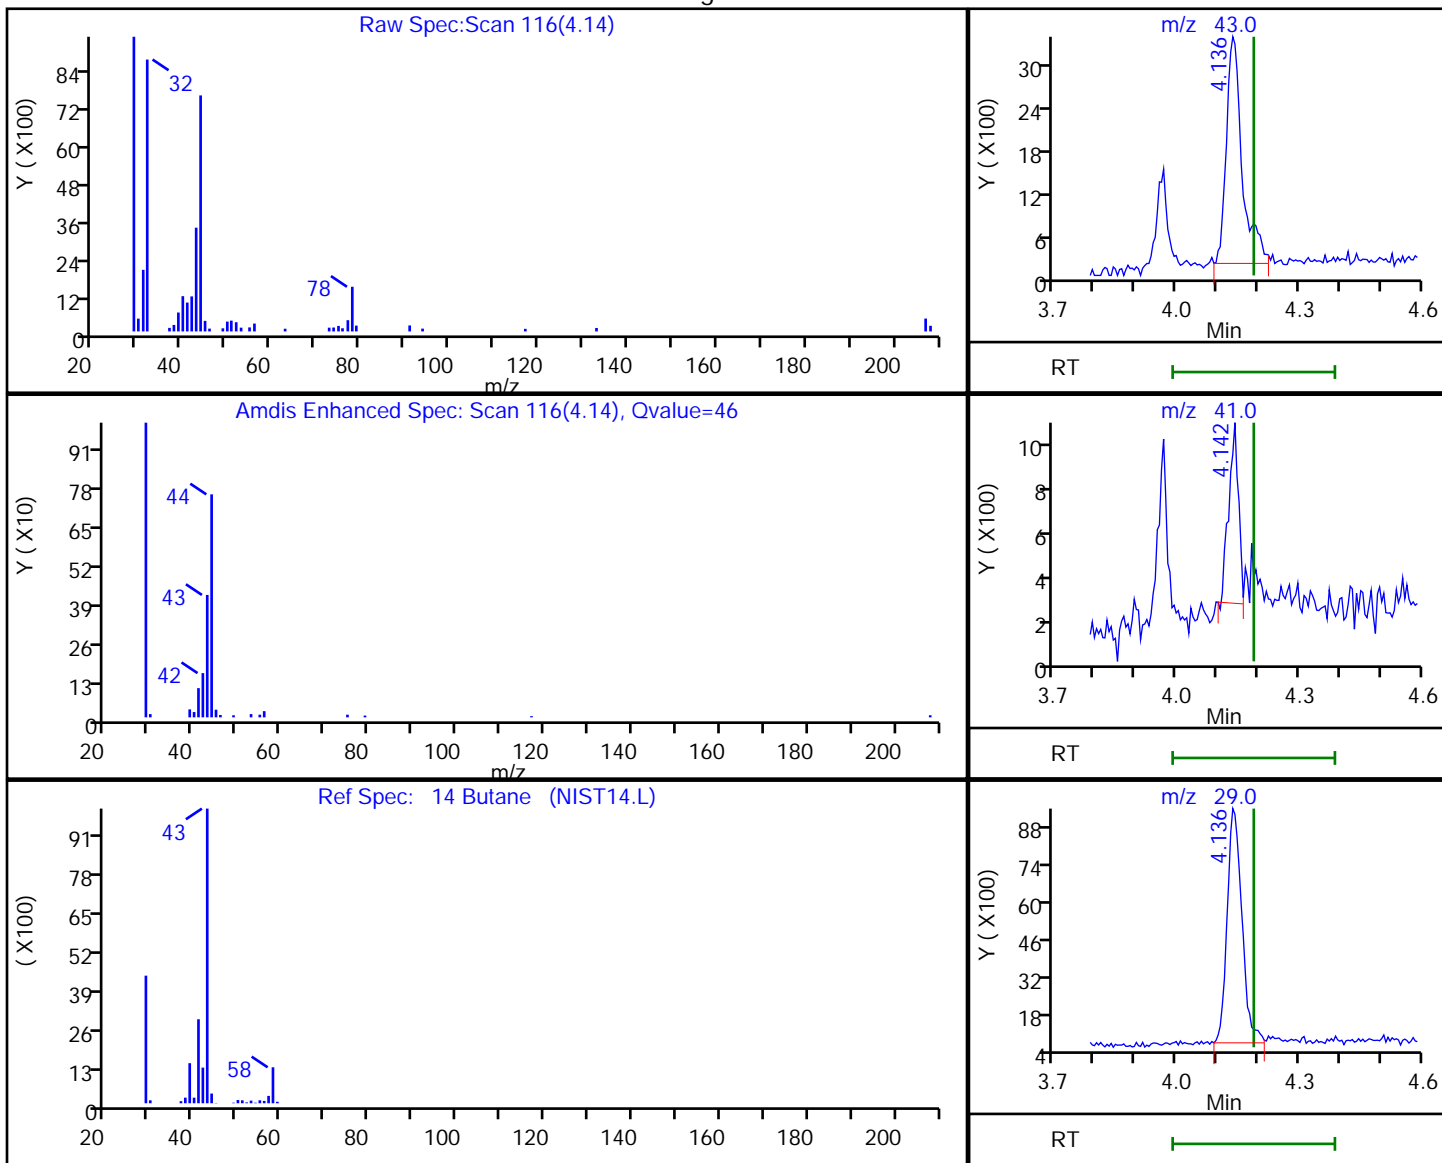 Raw Spec:Scan 116(4.14)
Y ( X100)
84
72
60
48
36
24
12
0
32
78
20 40 60 80 100 120 140 160 180 200
m/z
m/z 43.0
Y ( X100)
30
24
18
12
6
0
4.136
3.7 4.0 4.3 4.6
Min
RT
Amdis Enhanced Spec: Scan 116(4.14), Qvalue=46
Y ( X10)
91
78
65
52
39
26
13
0
44
43
42
20 40 60 80 100 120 140 160 180 200
m/z
m/z 41.0
Y ( X100)
10
8
6
4
2
0
4.142
3.7 4.0 4.3 4.6
Min
RT
Ref Spec: 14 Butane (NIST14.L)
( X100)
91
78
65
52
39
26
13
0
43
58
20 40 60 80 100 120 140 160 180 200
m/z 29.0
Y ( X100)
88
74
60
46
32
18
4
4.136
3.7 4.0 4.3 4.6
Min
RT